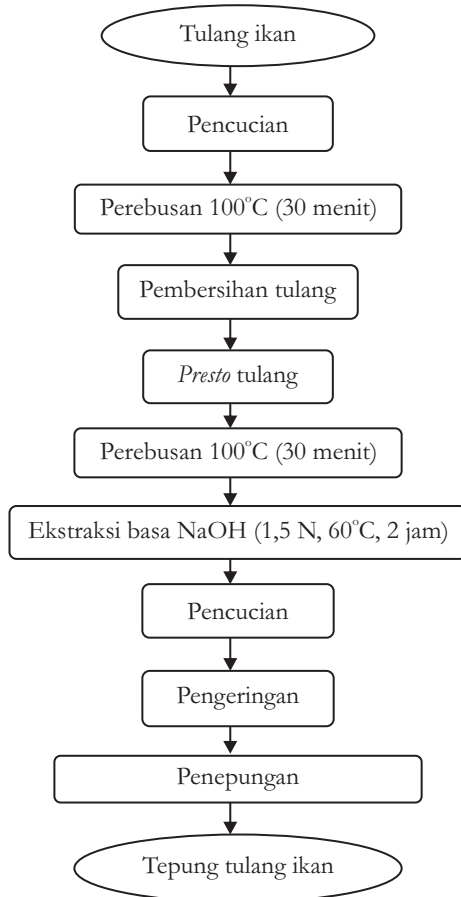 Tulang ikan
Pencucian
Perebusan 100°C (30 menit)
Pembersihan tulang
Presto tulang
Perebusan 100°C (30 menit)
Ekstraksi basa NaOH (1,5 N, 60°C, 2 jam)
Pencucian
Pengeringan
Penepungan
Tepung tulang ikan